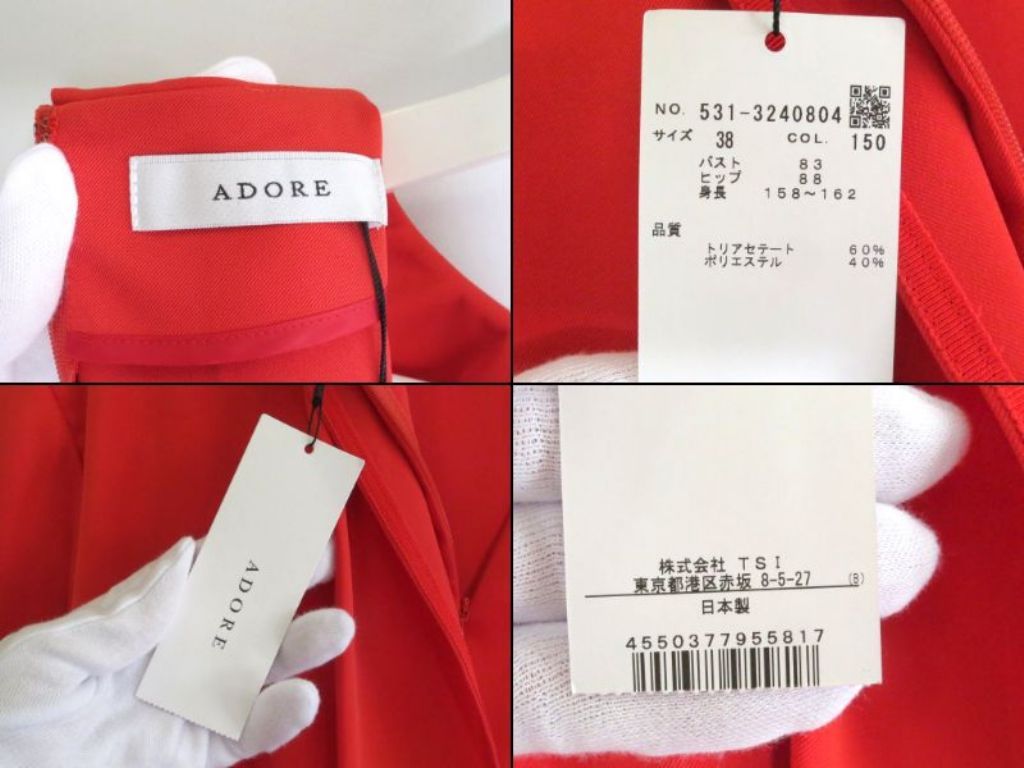 ADORE
NO. 531-3240804
サイズ 38 COL. 150
バスト 83
ヒップ 88
身長 158~162
品質
トリアセテート 60%
ポリエステル 40%
ADORE
株式会社 TSI
東京都港区赤坂 8-5-27 (B)
日本製
4550377955817